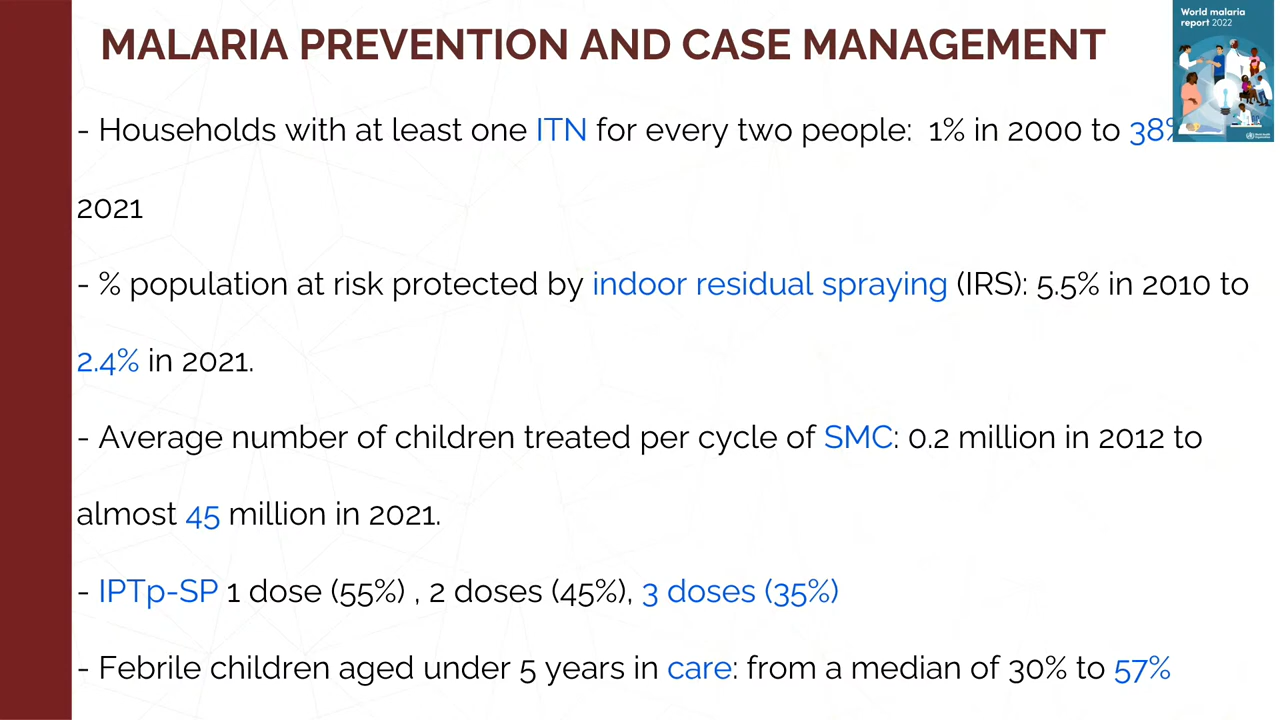 MALARIA PREVENTION AND CASE MANAGEMENT
World malaria
report 2022
- Households with at least one ITN for every two people: 1% in 2000 to 38%
2021
- % population at risk protected by indoor residual spraying (IRS): 5.5% in 2010 to
2.4% in 2021.
- Average number of children treated per cycle of SMC: 0.2 million in 2012 to
almost 45 million in 2021.
- IPTp-SP 1 dose (55%) , 2 doses (45%), 3 doses (35%)
- Febrile children aged under 5 years in care: from a median of 30% to 57%